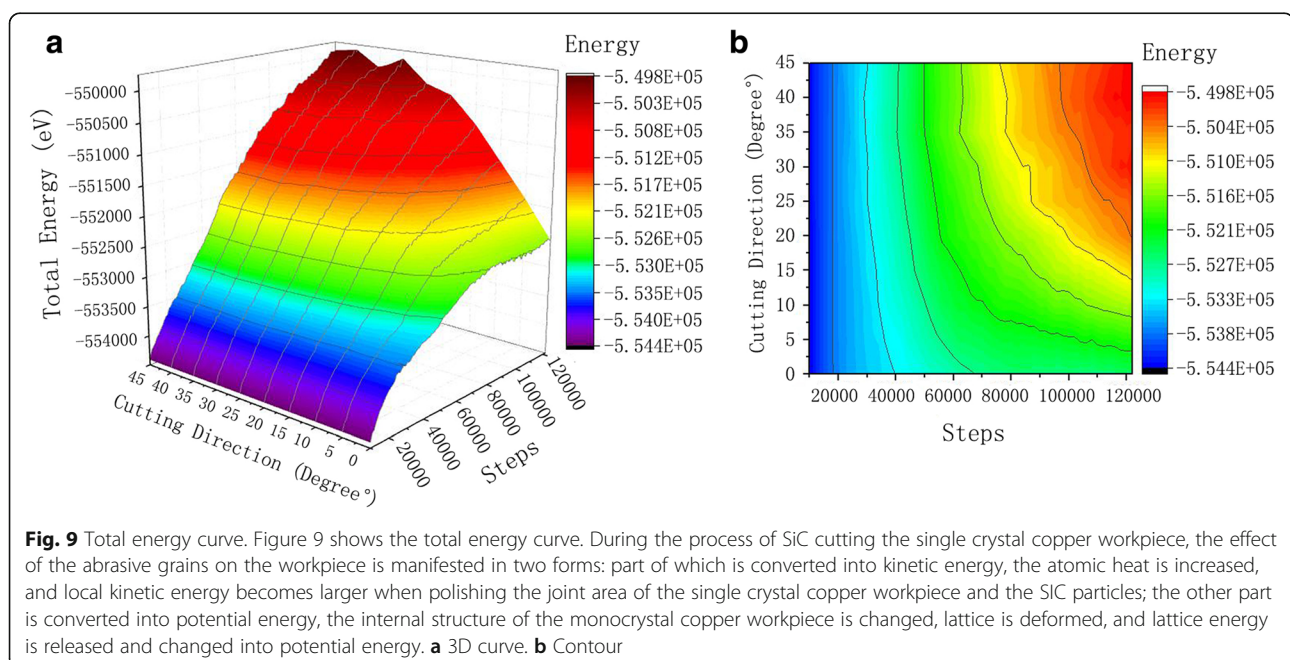 a
Energy
-5.498E+05
-5.503E+05
-5.508E+05
-5.512E+05
-5.517E+05
-5.521E+05
-5.526E+05
-5.530E+05
-5.535E+05
-5.540E+05
-5.544E+05
Total Energy (eV)
-550000
-550500
-551000
-551500
-552000
-552500
-553000
-553500
-554000
45
40
35
30
25
20
15
10
5
0
Cutting Direction (Degree°)
20000
40000
60000
80000
100000
120000
Steps
b
Energy
-5.498E+05
-5.504E+05
-5.510E+05
-5.516E+05
-5.521E+05
-5.527E+05
-5.533E+05
-5.538E+05
-5.544E+05
Cutting Direction (Degree°)
45
40
35
30
25
20
15
10
5
0
20000 40000 60000 80000 100000 120000
Steps
Fig. 9 Total energy curve. Figure 9 shows the total energy curve. During the process of SiC cutting the single crystal copper workpiece, the effect
of the abrasive grains on the workpiece is manifested in two forms: part of which is converted into kinetic energy, the atomic heat is increased,
and local kinetic energy becomes larger when polishing the joint area of the single crystal copper workpiece and the SIC particles; the other part
is converted into potential energy, the internal structure of the monocrystal copper workpiece is changed, lattice is deformed, and lattice energy
is released and changed into potential energy. a 3D curve. b Contour